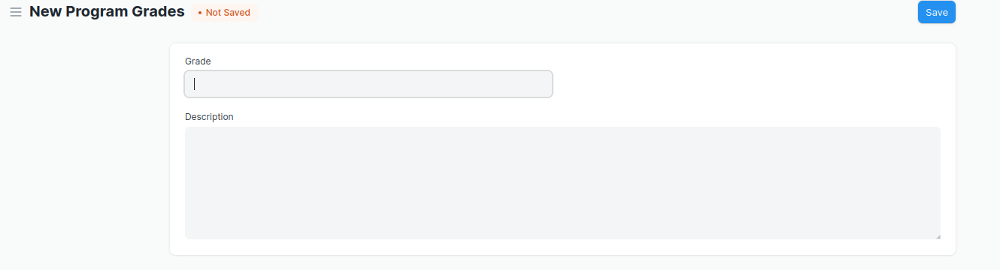 New Program Grades
• Not Saved
Save
Grade
Description